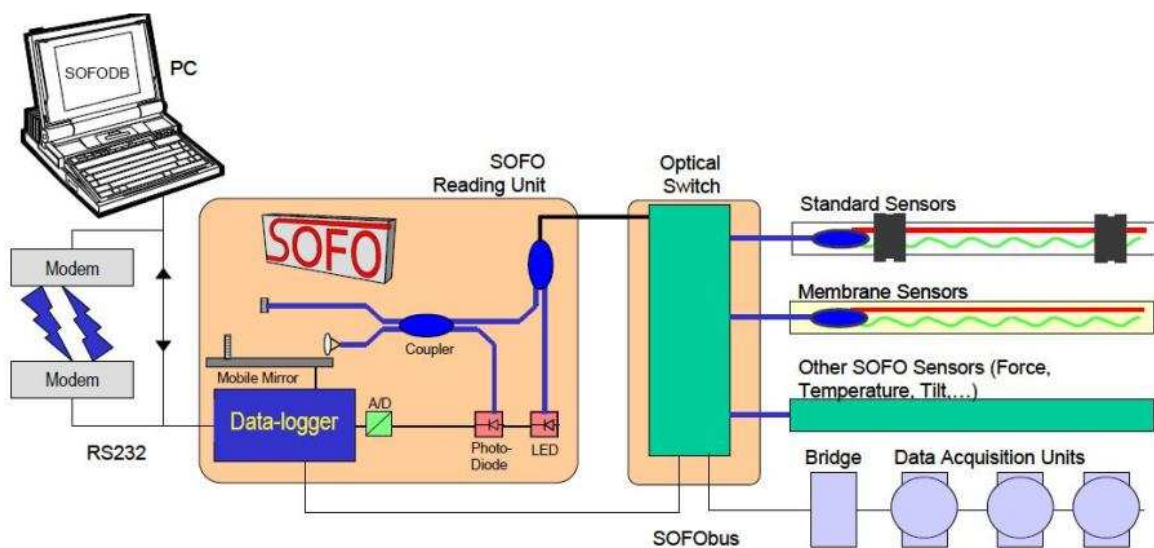 SOFODB
PC
SOFO
Reading Unit
Optical
Switch
Standard Sensors
SOFO
Modem
Membrane Sensors
Coupler
Other SOFO Sensors (Force,
Temperature, Tilt,...)
Modem
Mobile Mirror
A/D
Data-logger
RS232
Photo-
Diode
LED
Bridge
Data Acquisition Units
SOFObus